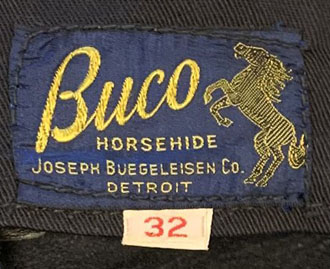 Buco
HORSEHIDE
JOSEPH BUEGELEISEN CO.
DETROIT
32